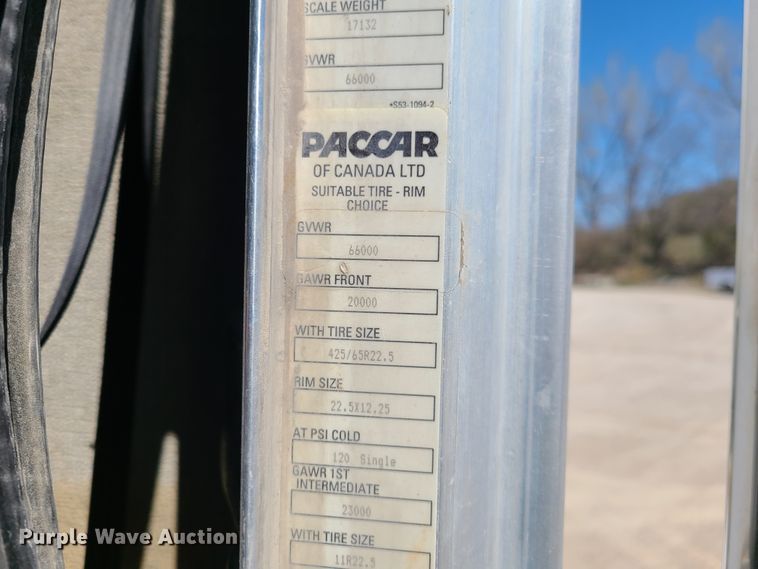 SCALE WEIGHT
17132
GVWR
66000
*S53-1094-2
PACCAR
OF CANADA LTD
SUITABLE TIRE - RIM
CHOICE
GVWR
66000
GAWR FRONT
20000
WITH TIRE SIZE
425/65R22.5
RIM SIZE
22.5X12.25
AT PSI COLD
120 Single
GAWR 1ST
INTERMEDIATE
23000
WITH TIRE SIZE
11R22.5
Purple Wave Auction